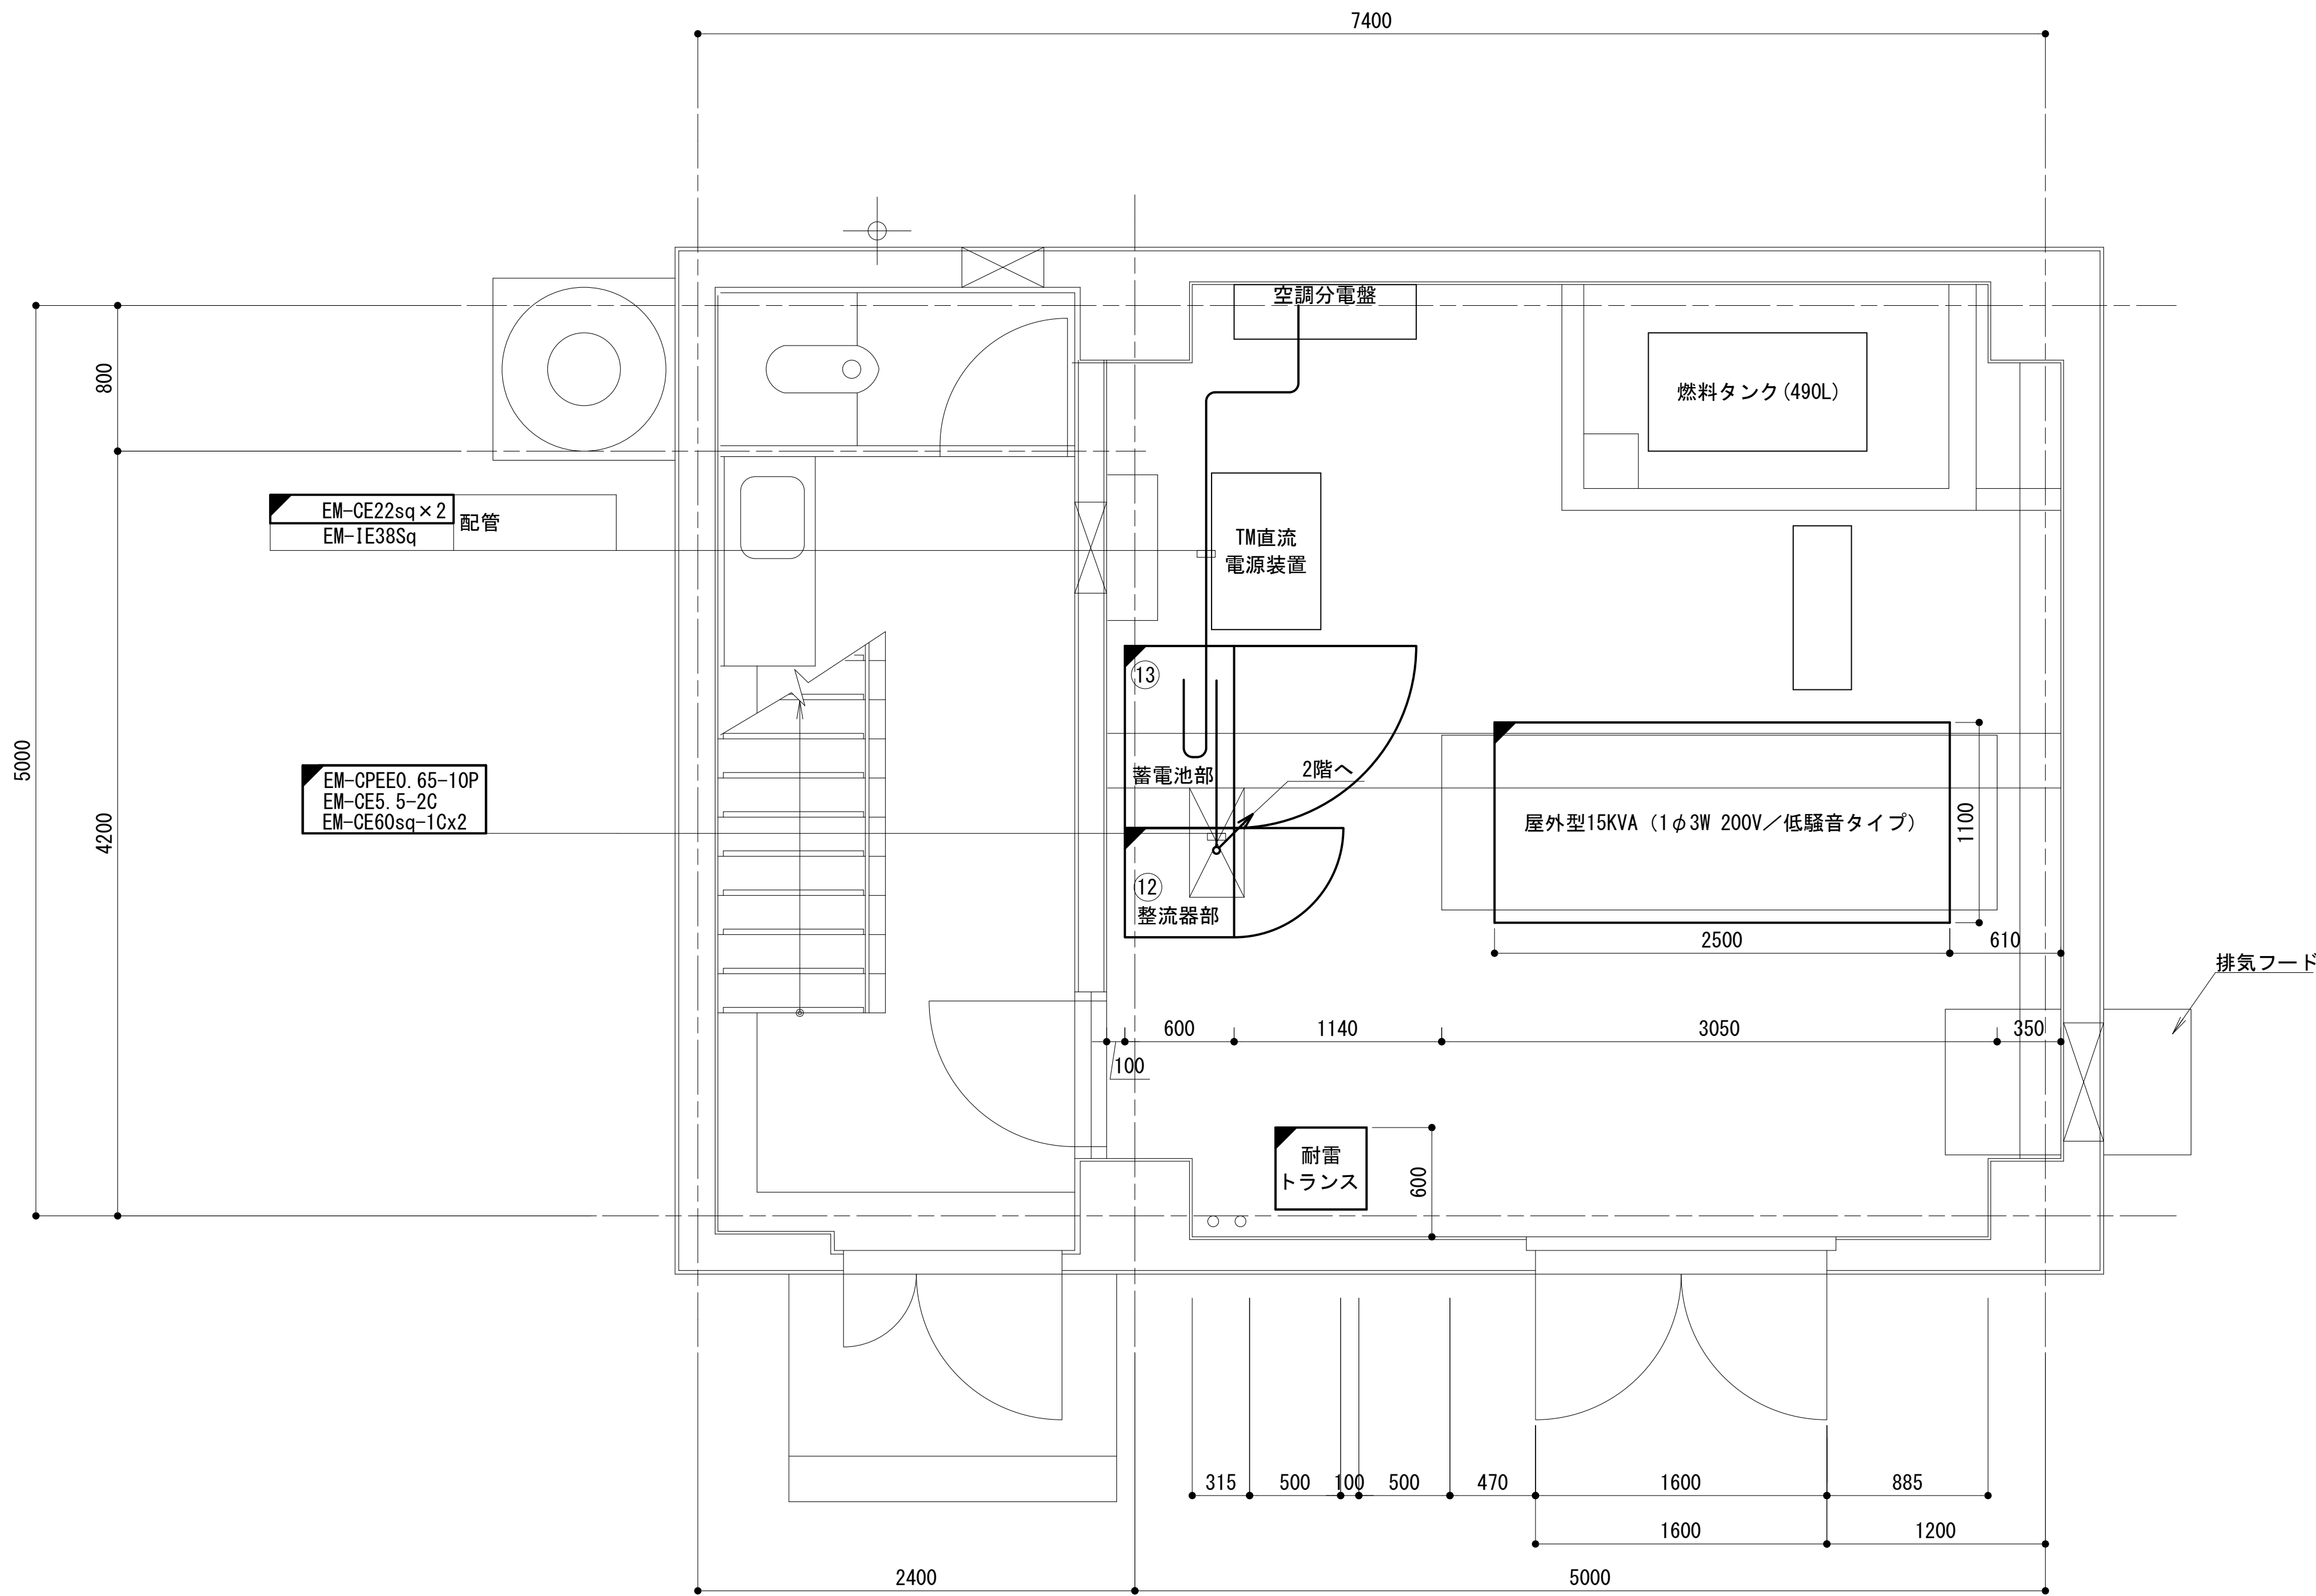 7400
空調分電盤
燃料タンク(490L)
800
EM-CE22sq×2
EM-IE38Sq
配管
TM直流
電源装置
13
5000
4200
EM-CPEE0.65-10P
EM-CE5.5-2C
EM-CE60sq-1Cx2
蓄電池部
2階へ
屋外型15KVA（1φ3W 200V／低騒音タイプ）
1100
12
整流器部
2500
610
排気フード
600
1140
3050
350
100
耐雷
トランス
600
315
500
100
500
470
1600
885
1600
1200
2400
5000